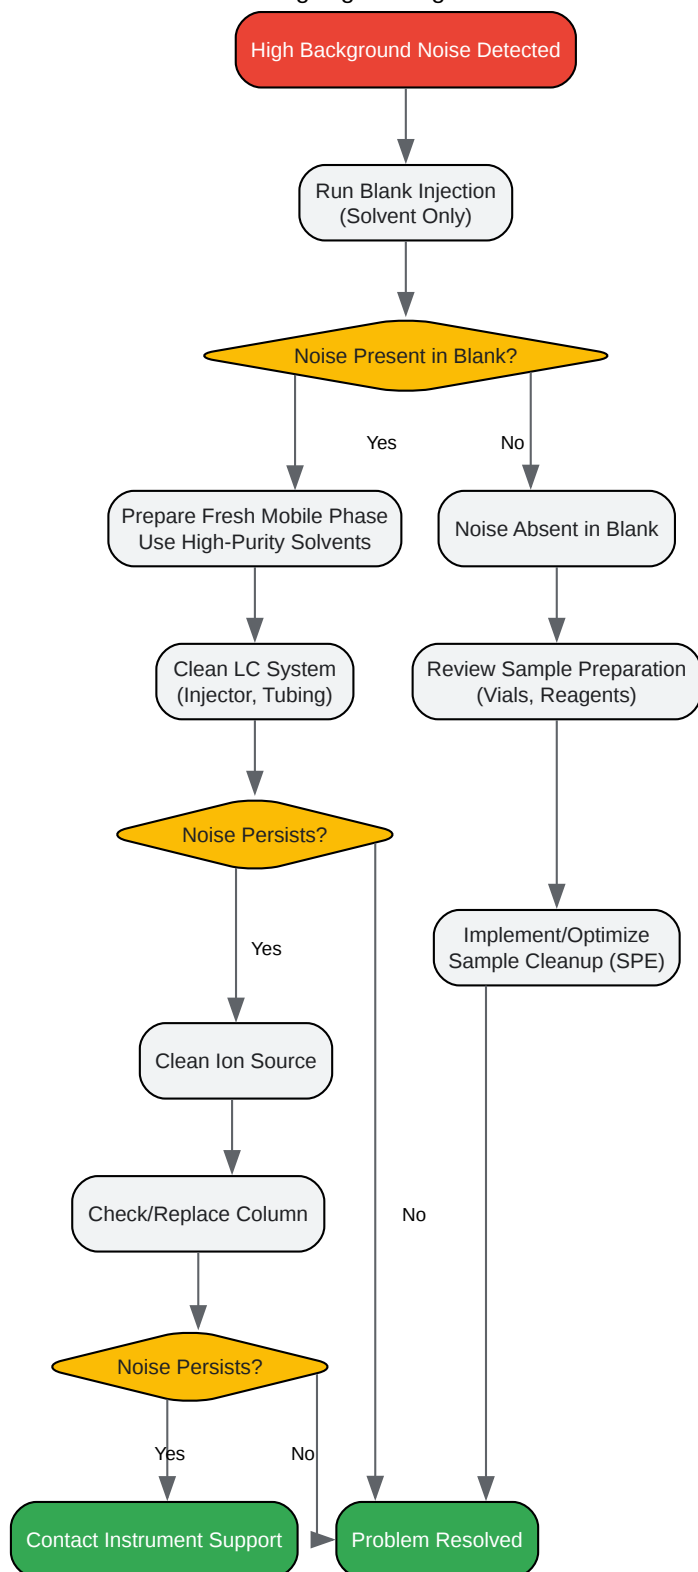 High Background Noise Detected
Run Blank Injection
(Solvent Only)
Noise Present in Blank?
Yes
No
Prepare Fresh Mobile Phase
Use High-Purity Solvents
Noise Absent in Blank
Clean LC System
(Injector, Tubing)
Review Sample Preparation
(Vials, Reagents)
Noise Persists?
Implement/Optimize
Sample Cleanup (SPE)
Yes
Clean Ion Source
Check/Replace Column
No
Noise Persists?
Yes
No
Contact Instrument Support
Problem Resolved